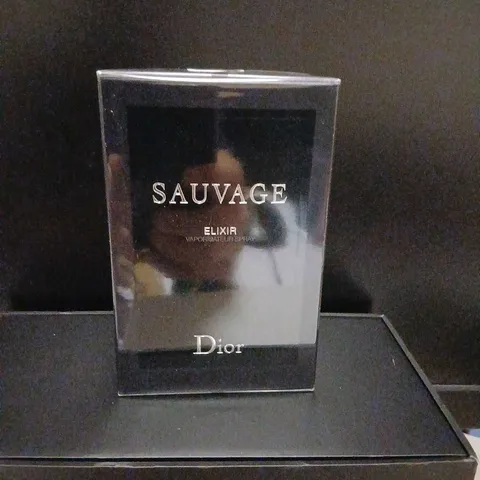 SAUVAGE
ELIXIR
VAPORISATEUR SPRAY
Dior